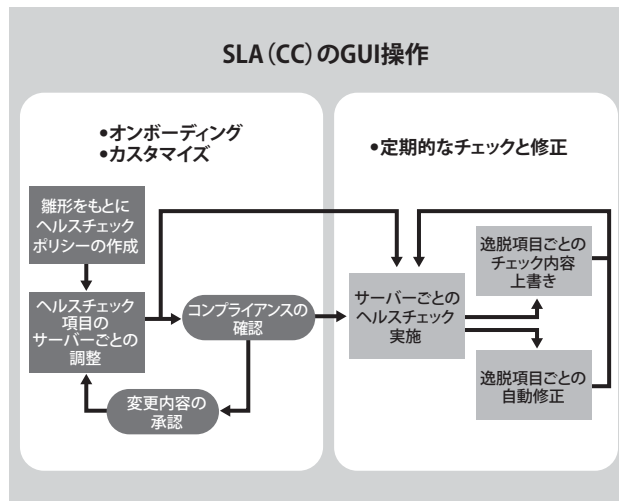 SLA（CC）のGUI操作
•オンボーディング
•カスタマイズ
雛形をもとに
ヘルスチェック
ポリシーの作成
ヘルスチェック
項目の
サーバーごとの
調整
コンプライアンスの
確認
変更内容の
承認
•定期的なチェックと修正
サーバーごとの
ヘルスチェック
実施
逸脱項目ごとの
チェック内容
上書き
逸脱項目ごとの
自動修正